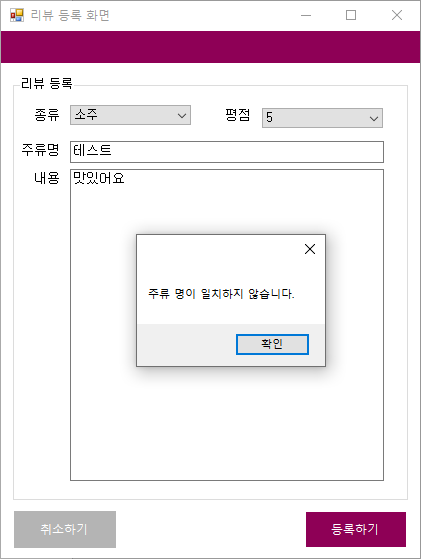 리뷰 등록 화면
리뷰 등록
종류 소주 평점 5
주류명 테스트
내용 맛있어요
주류 명이 일치하지 않습니다.
확인
취소하기 등록하기